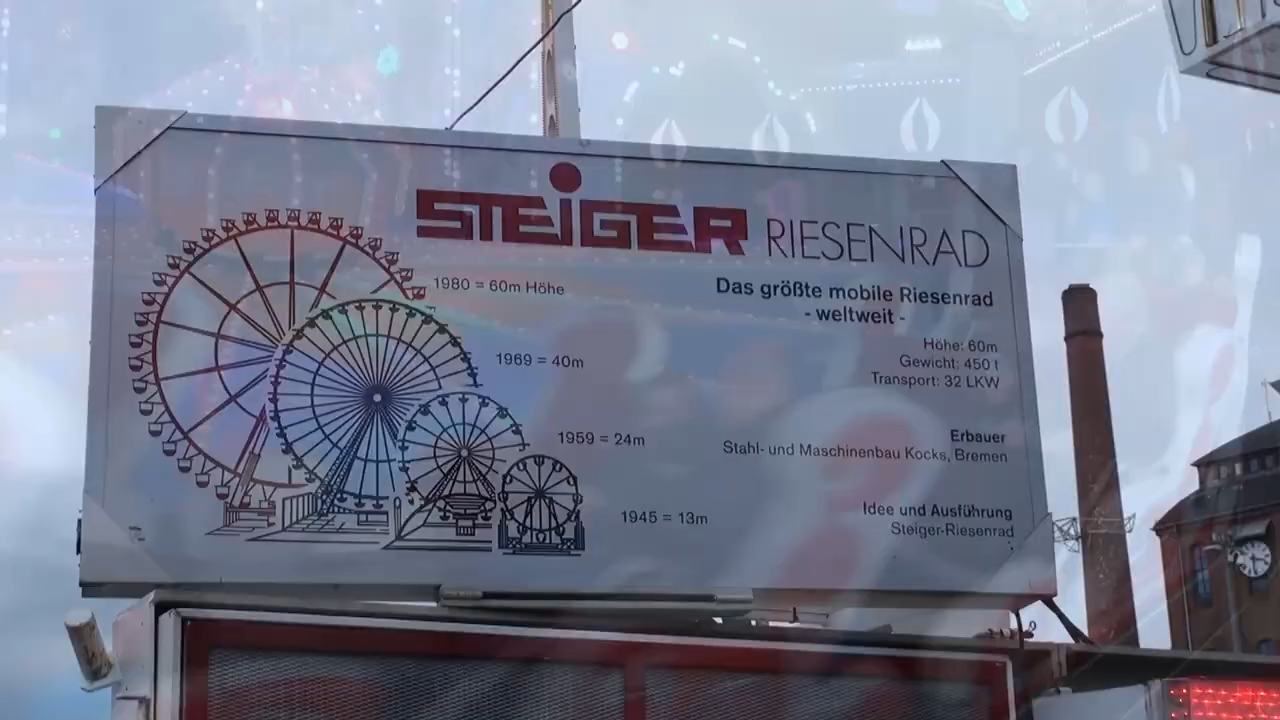 STEiGER RIESENRAD
1980 = 60m Höhe
1969 = 40m
1959 = 24m
1945 = 13m
Das größte mobile Riesenrad
- weltweit -
Höhe: 60m
Gewicht: 450 t
Transport: 32 LKW
Erbauer
Stahl- und Maschinenbau Kocks, Bremen
Idee und Ausführung
Steiger-Riesenrad